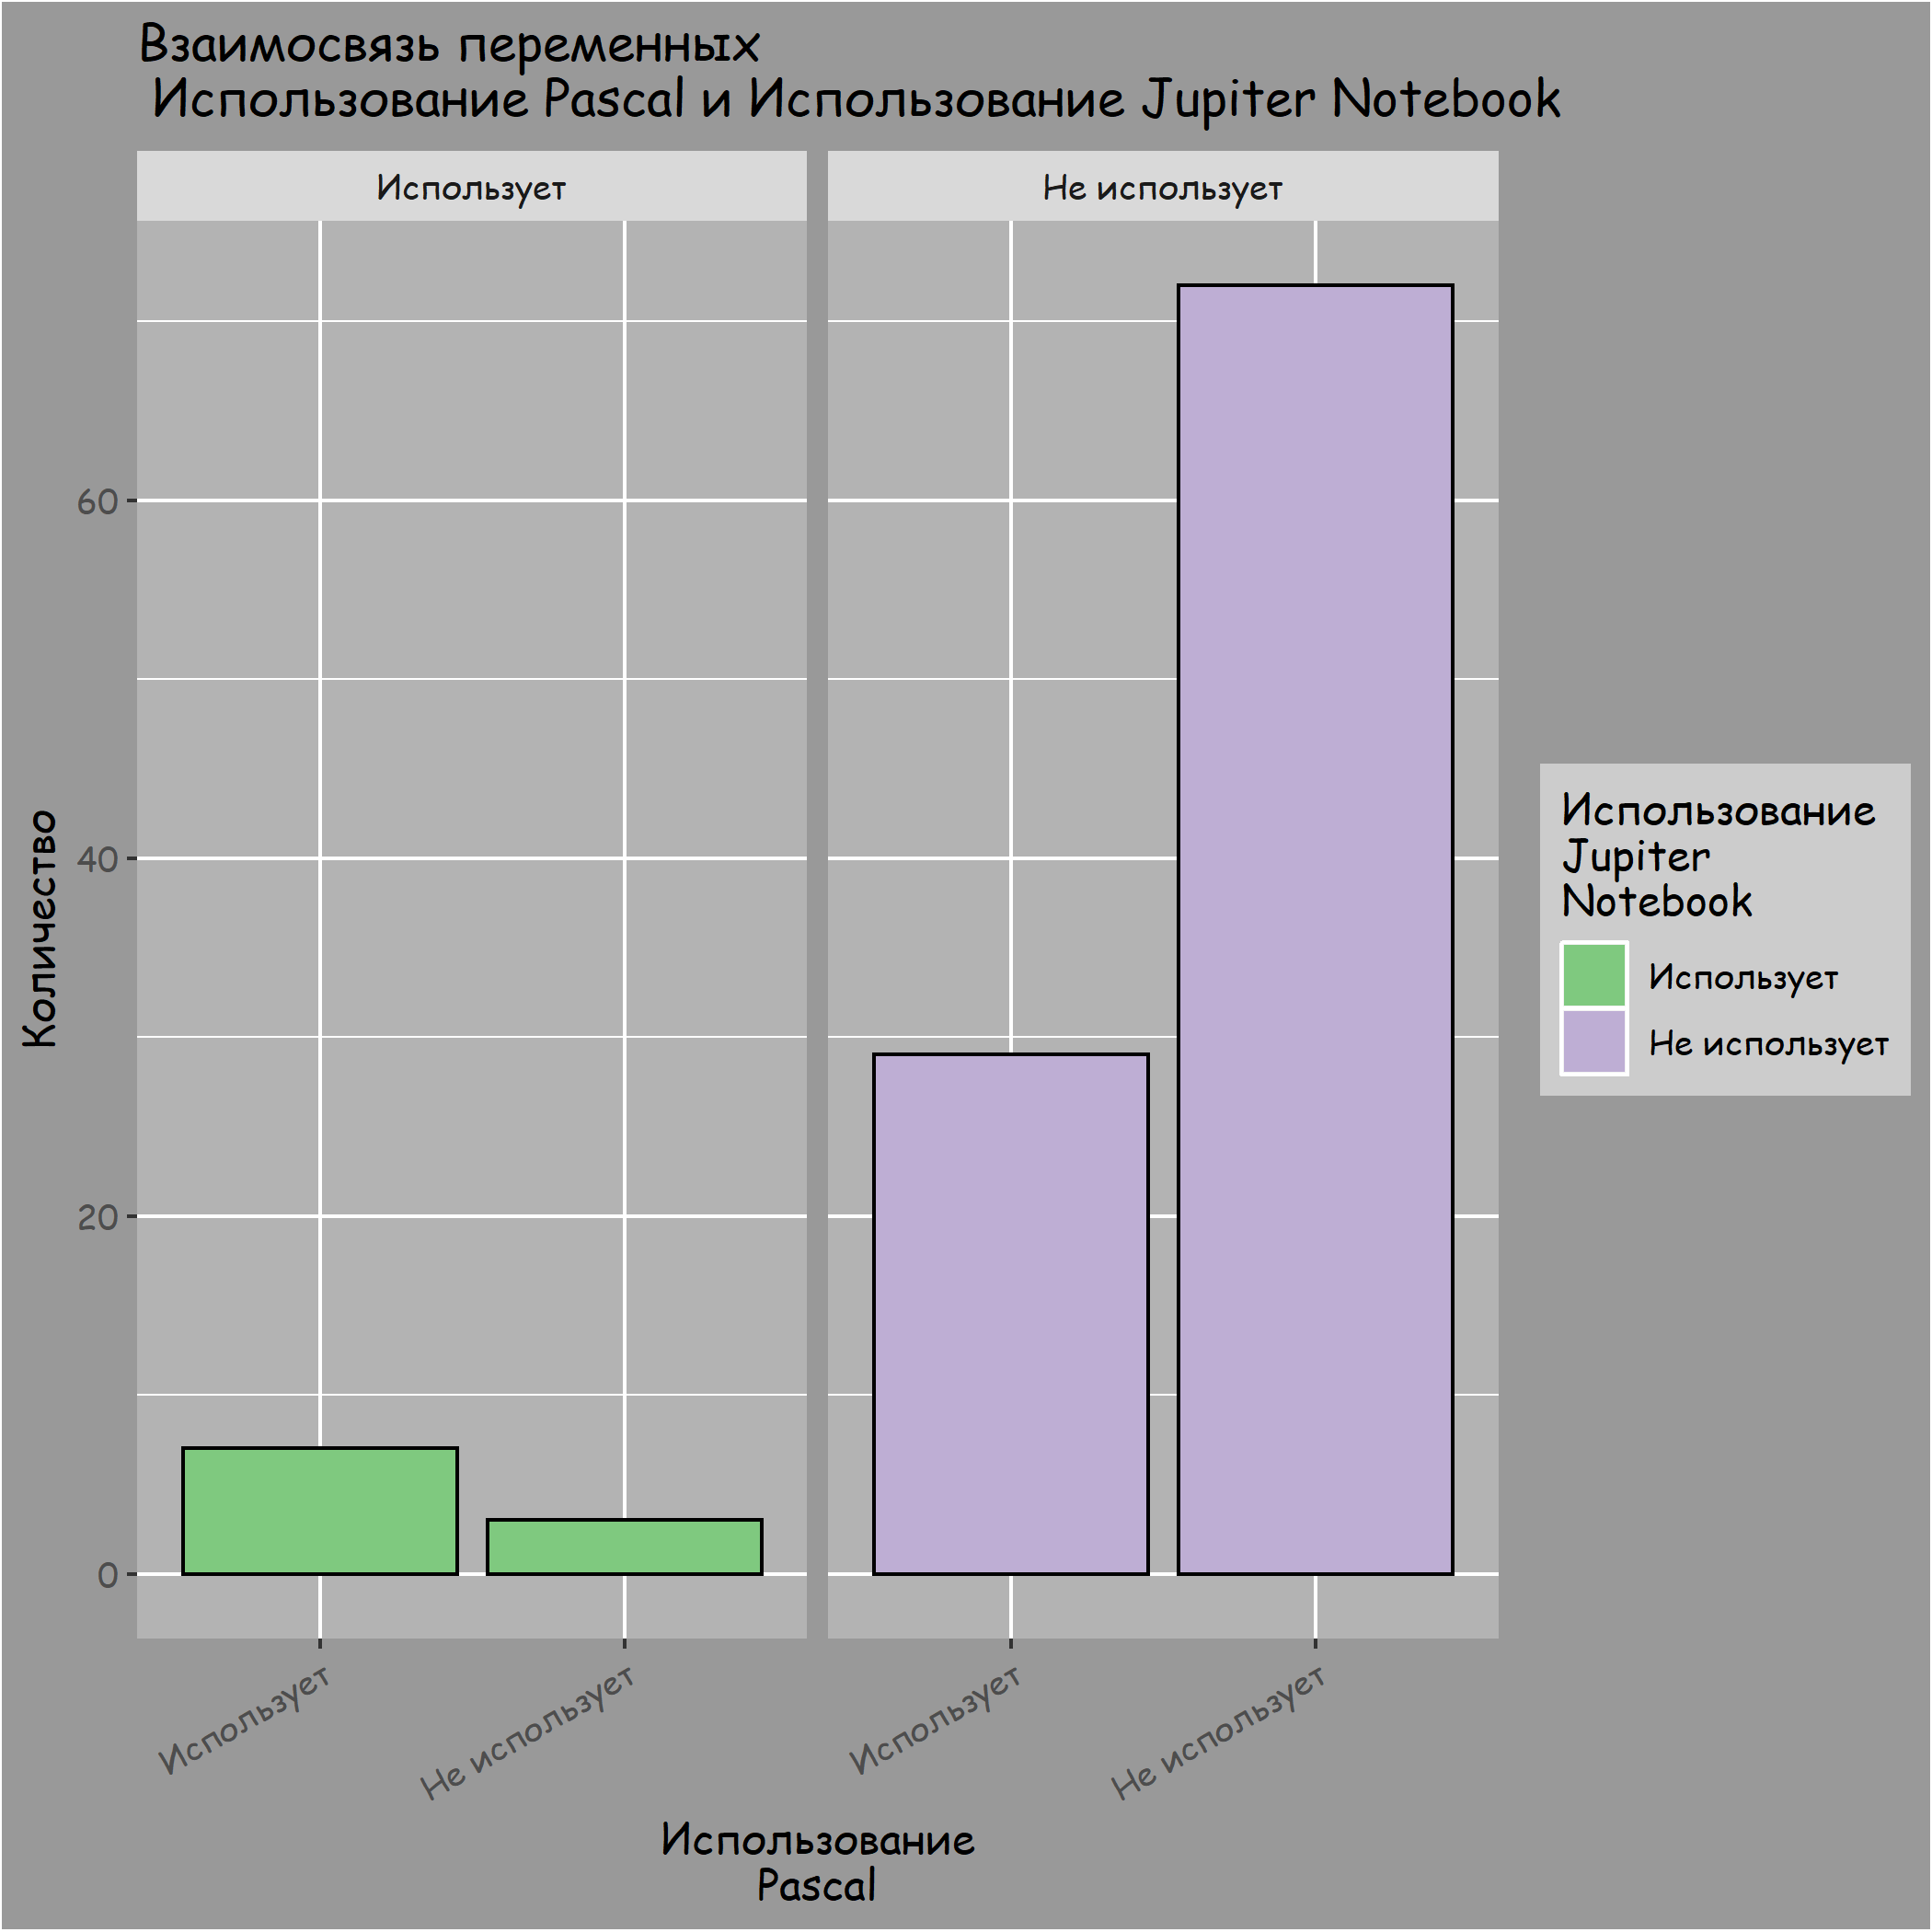 Взаимосвязь переменных
Использование Pascal и Использование Jupiter Notebook
Использует
Не использует
60
40
20
0
Количество
Использует
Не использует
Использует
Не использует
Использование
Pascal
Использование
Jupiter
Notebook
Использует
Не использует